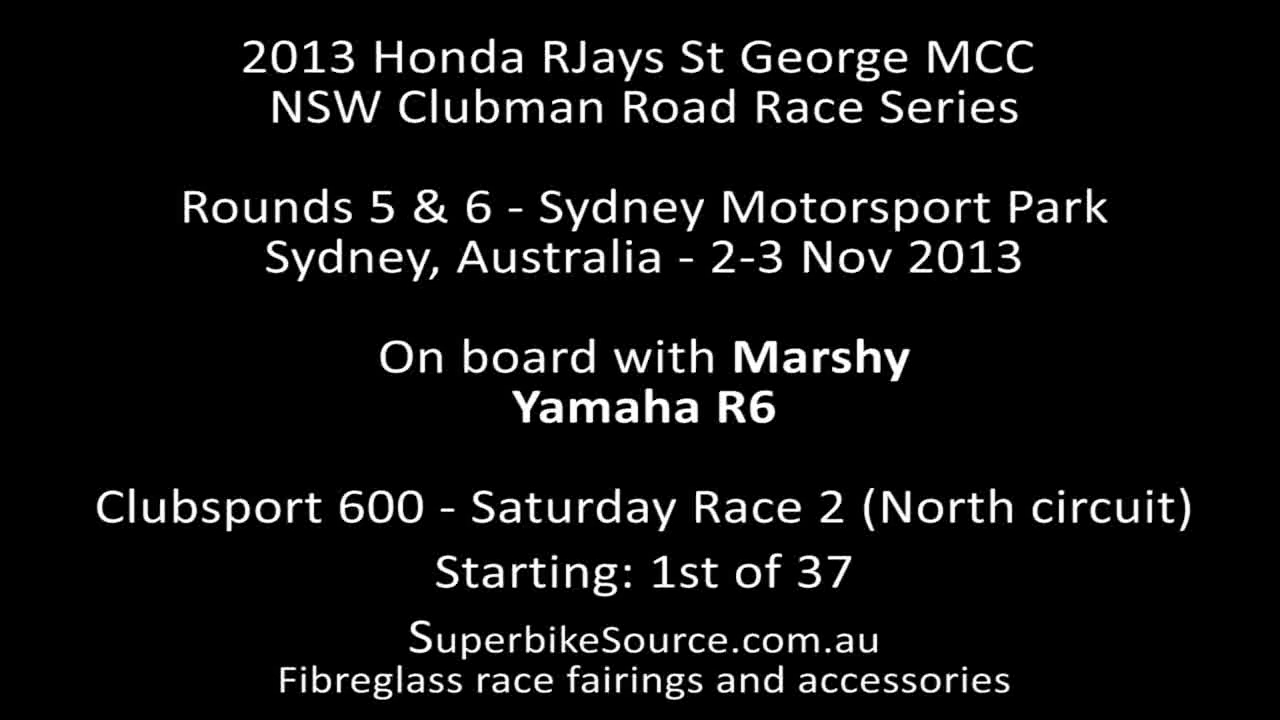 2013 Honda RJays St George MCC
NSW Clubman Road Race Series
Rounds 5 & 6 - Sydney Motorsport Park
Sydney, Australia - 2-3 Nov 2013
On board with Marshy
Yamaha R6
Clubsport 600 - Saturday Race 2 (North circuit)
Starting: 1st of 37
SuperbikeSource.com.au
Fibreglass race fairings and accessories